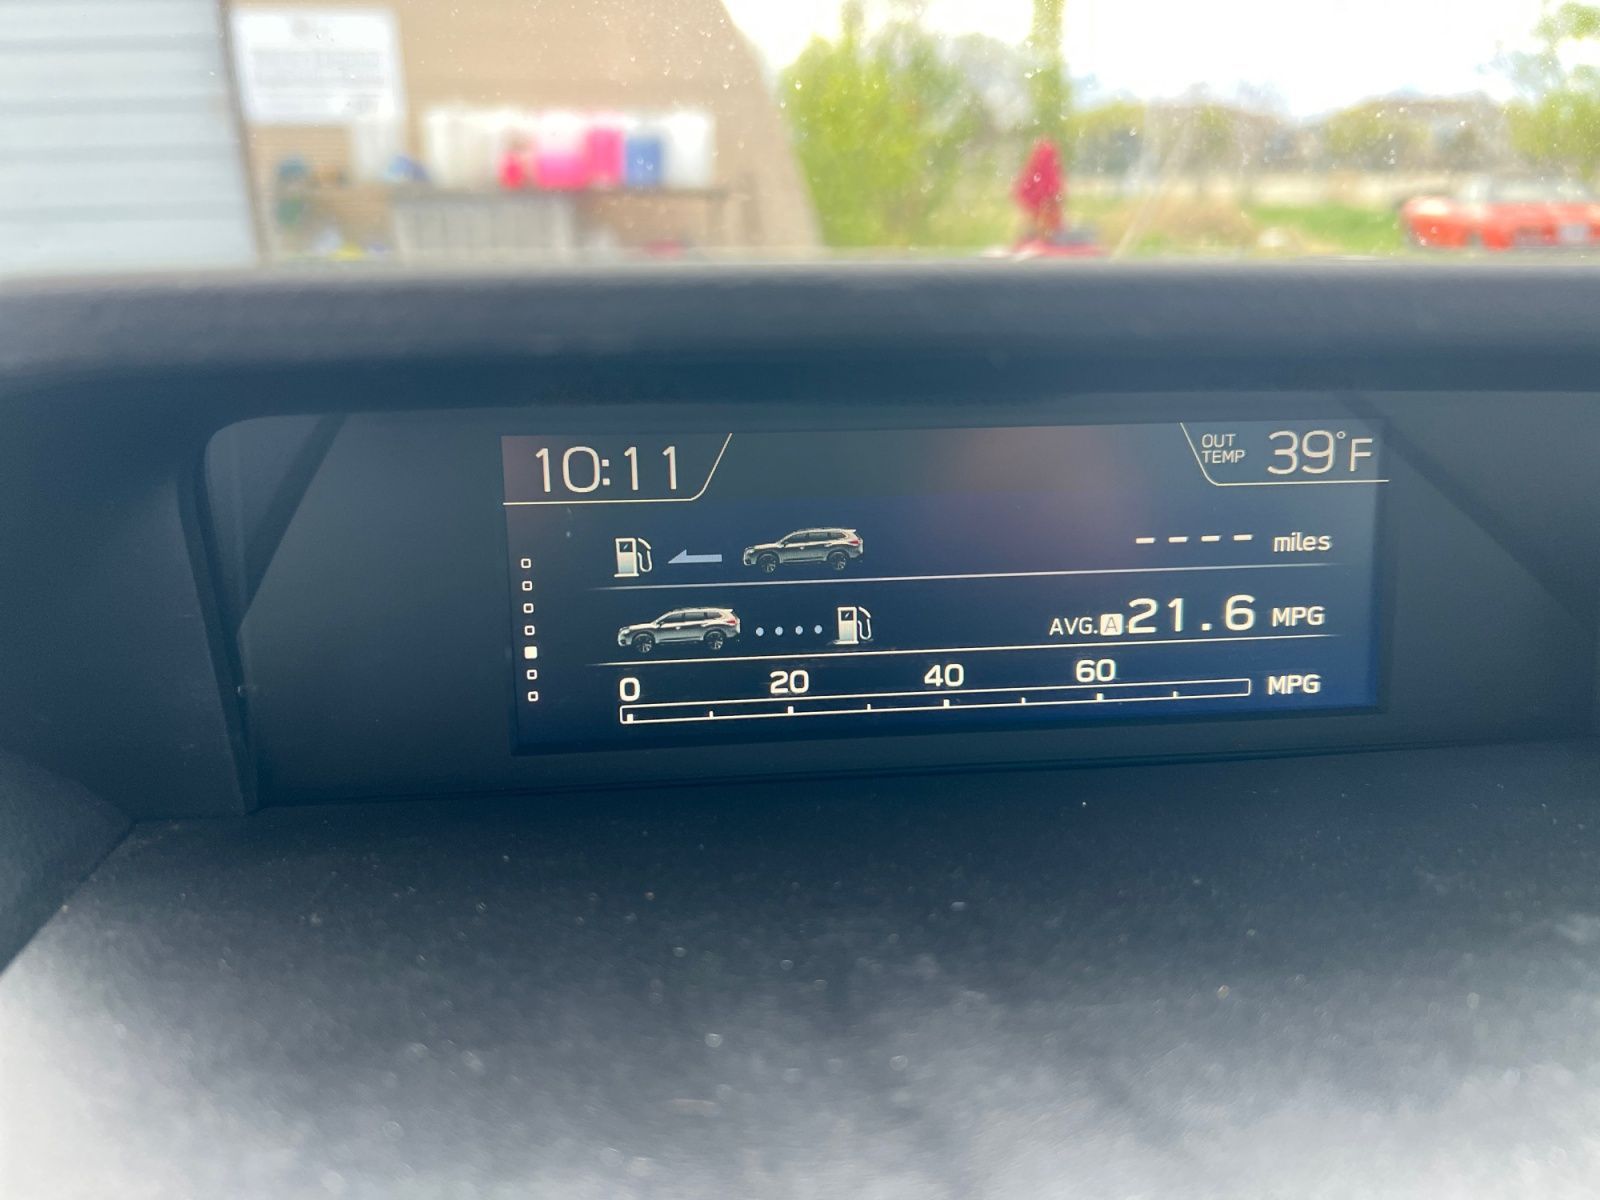 10:11
OUT TEMP 39°F
---- miles
AVG. A 21.6 MPG
0 20 40 60 MPG